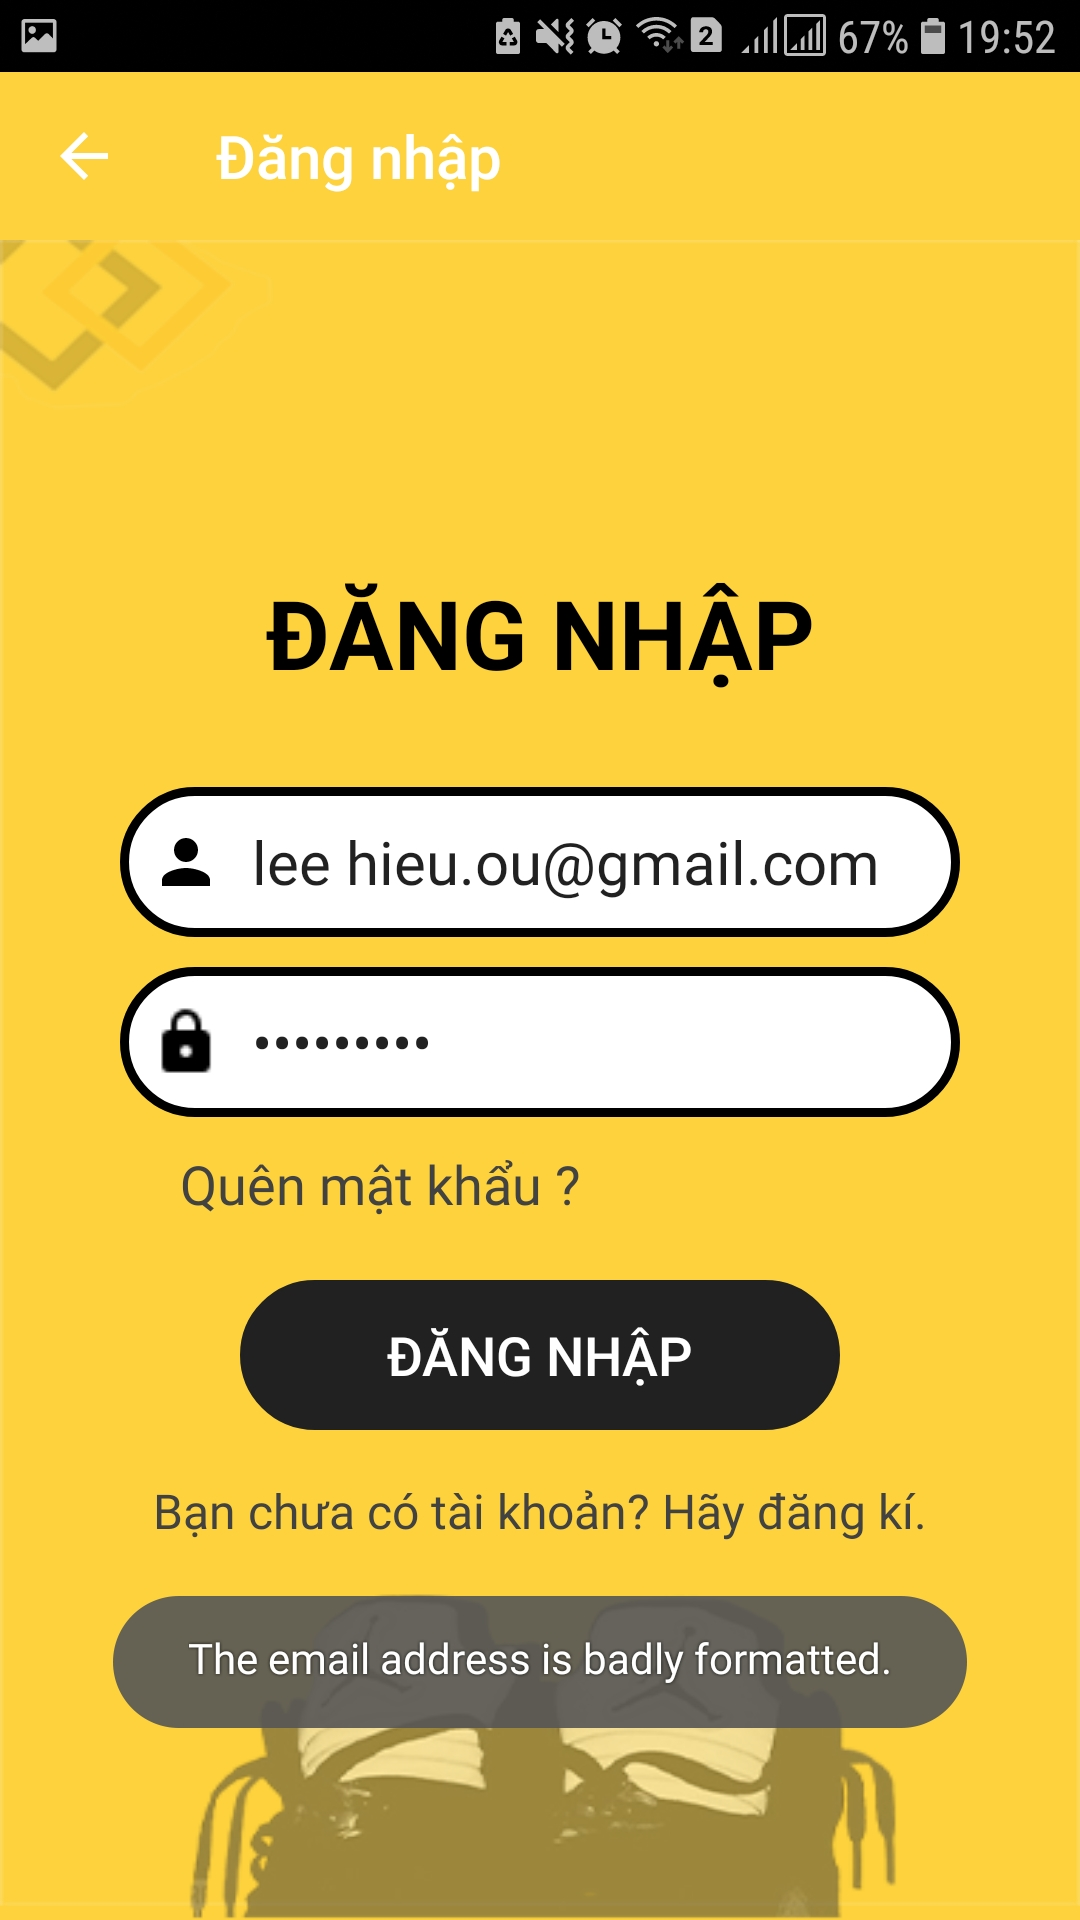 2 67% 19:52
Đăng nhập
ĐĂNG NHẬP
lee hieu.ou@gmail.com
•••••••••
Quên mật khẩu ?
ĐĂNG NHẬP
Bạn chưa có tài khoản? Hãy đăng kí.
The email address is badly formatted.